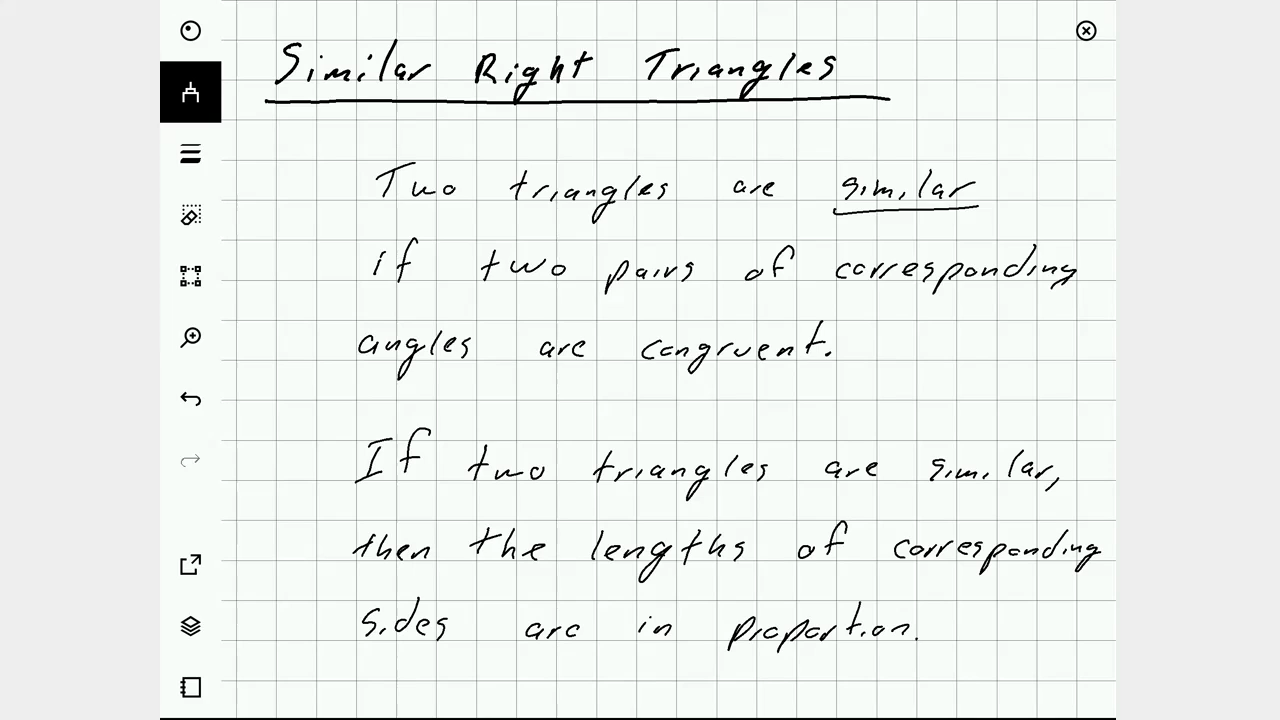 Similar Right Triangles
Two triangles are similar
if two pairs of corresponding
angles are congruent.
If two triangles are similar,
then the lengths of corresponding
sides are in proportion.